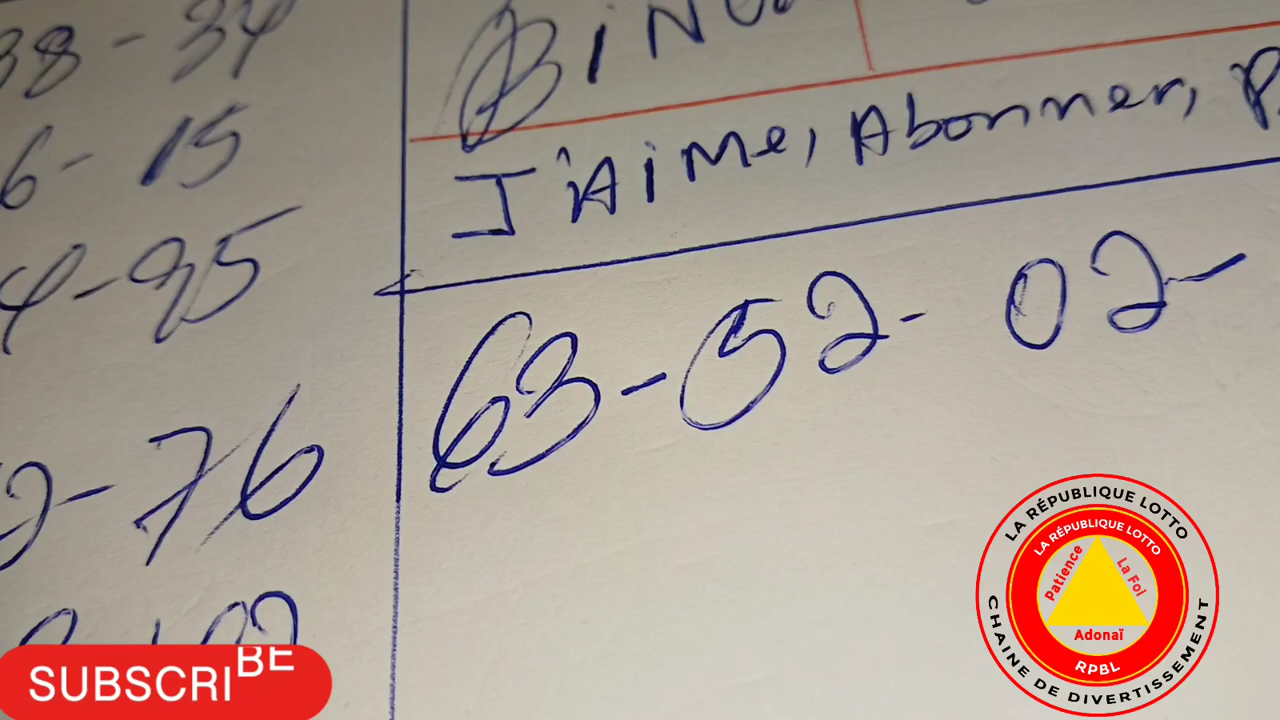 38 - 34
6 - 15
4 - 95
2 - 76
J'AiMe, Abonner, P
63 - 52 - 02 -
SUBSCRIBE
LA RÉPUBLIQUE LOTTO
LA RÉPUBLIQUE LOTTO
Patience
La Foi
Adonaï
RPBL
CHAINE DE DIVERTISSEMENT